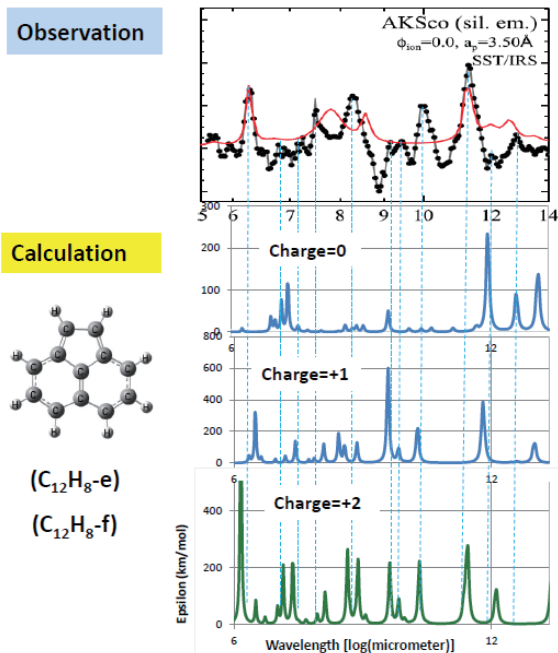 Observation
AKSco (sil. em.)
ϕion=0.0, ap=3.50Å
SST/IRS
5 6 7 8 9 10 12 14
Calculation
300
200
100
0
Charge=0
6 12
800
600
400
200
0
Charge=+1
6 12
H H
C C
H C C H
C C C
H C C C H
C C
H H
(C12H8-e)
(C12H8-f)
Epsilon (km/mol)
400
200
0
Charge=+2
6 12
Wavelength [log(micrometer)]